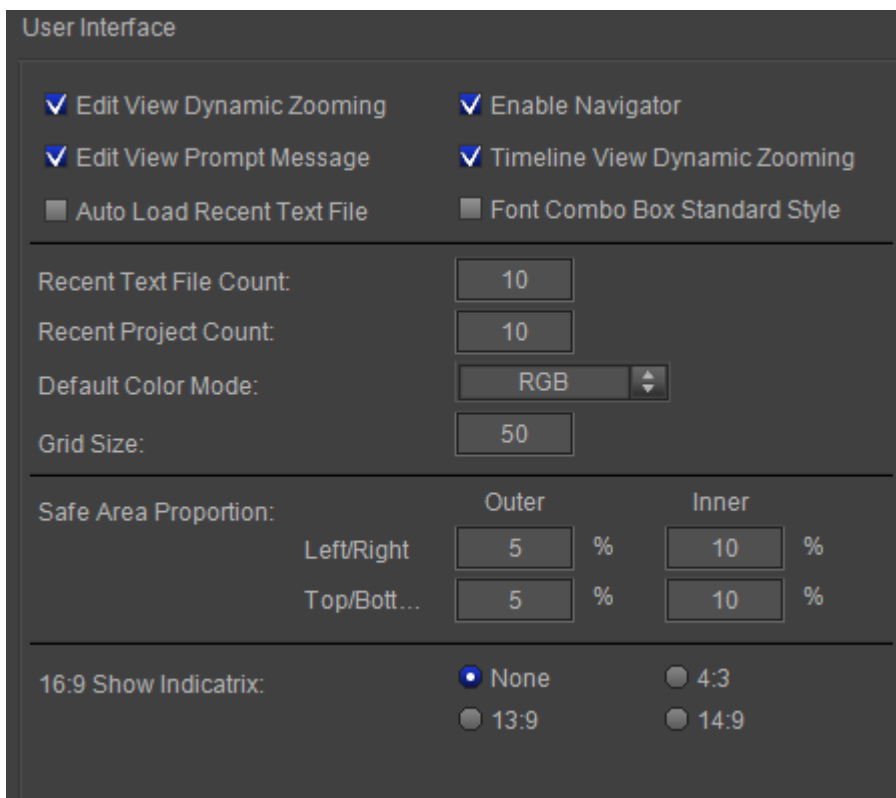 User Interface
Edit View Dynamic Zooming Enable Navigator
Edit View Prompt Message Timeline View Dynamic Zooming
Auto Load Recent Text File Font Combo Box Standard Style
Recent Text File Count: 10
Recent Project Count: 10
Default Color Mode: RGB
Grid Size: 50
Safe Area Proportion: Outer Inner
Left/Right 5 % 10 %
Top/Bott... 5 % 10 %
16:9 Show Indicatrix: None 4:3
13:9 14:9